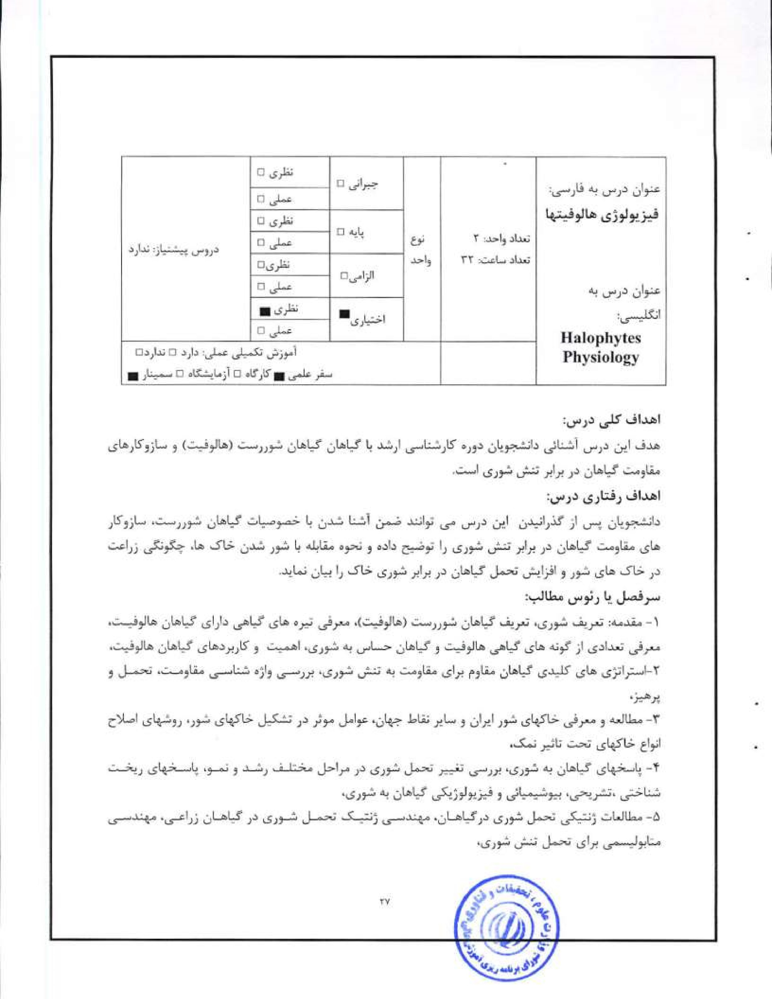 عنوان درس به فارسی:
فیزیولوژی هالوفیتها
عنوان درس به
انگلیسی:
Halophytes
Physiology
تعداد واحد: ۲
تعداد ساعت: ۳۲
نوع
واحد
جبرانی □
نظری □
عملی □
پایه □
نظری □
عملی □
الزامی□
نظری□
عملی □
اختیاری■
نظری ■
عملی □
دروس پیشنیاز: ندارد
آموزش تکمیلی عملی: دارد □ ندارد□
سفر علمی ■ کارگاه □ آزمایشگاه □ سمینار ■
اهداف کلی درس:
هدف این درس آشنائی دانشجویان دوره کارشناسی ارشد با گیاهان گیاهان شوررست (هالوفیت) و سازوکارهای
مقاومت گیاهان در برابر تنش شوری است.
اهداف رفتاری درس:
دانشجویان پس از گذرانیدن این درس می توانند ضمن آشنا شدن با خصوصیات گیاهان شوررست، سازوکار
های مقاومت گیاهان در برابر تنش شوری را توضیح داده و نحوه مقابله با شور شدن خاک ها، چگونگی زراعت
در خاک های شور و افزایش تحمل گیاهان در برابر شوری خاک را بیان نماید.
سرفصل یا رئوس مطالب:
۱- مقدمه: تعریف شوری، تعریف گیاهان شوررست (هالوفیت)، معرفی تیره های گیاهی دارای گیاهان هالوفیت،
معرفی تعدادی از گونه های گیاهی هالوفیت و گیاهان حساس به شوری، اهمیت و کاربردهای گیاهان هالوفیت،
۲-استراتژی های کلیدی گیاهان مقاوم برای مقاومت به تنش شوری، بررسی واژه شناسی مقاومت، تحمل و
پرهیز،
۳- مطالعه و معرفی خاکهای شور ایران و سایر نقاط جهان، عوامل موثر در تشکیل خاکهای شور، روشهای اصلاح
انواع خاکهای تحت تاثیر نمک،
۴- پاسخهای گیاهان به شوری، بررسی تغییر تحمل شوری در مراحل مختلف رشد و نمو، پاسخهای ریخت
شناختی ،تشریحی، بیوشیمیائی و فیزیولوژیکی گیاهان به شوری،
۵- مطالعات ژنتیکی تحمل شوری درگیاهان، مهندسی ژنتیک تحمل شوری در گیاهان زراعی، مهندسی
متابولیسمی برای تحمل تنش شوری،
۲۷
وزارت علوم، تحقیقات و فناوری
شورای برنامه ریزی آموزش عالی